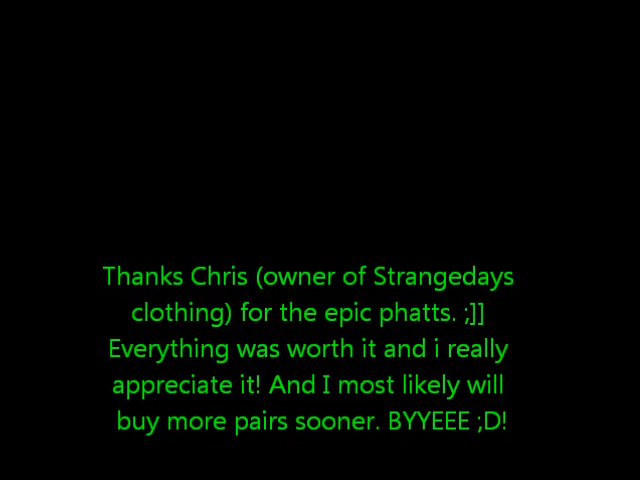 Thanks Chris (owner of Strangedays
clothing) for the epic phatts. ;]]
Everything was worth it and i really
appreciate it! And I most likely will
buy more pairs sooner. BYYEEE ;D!